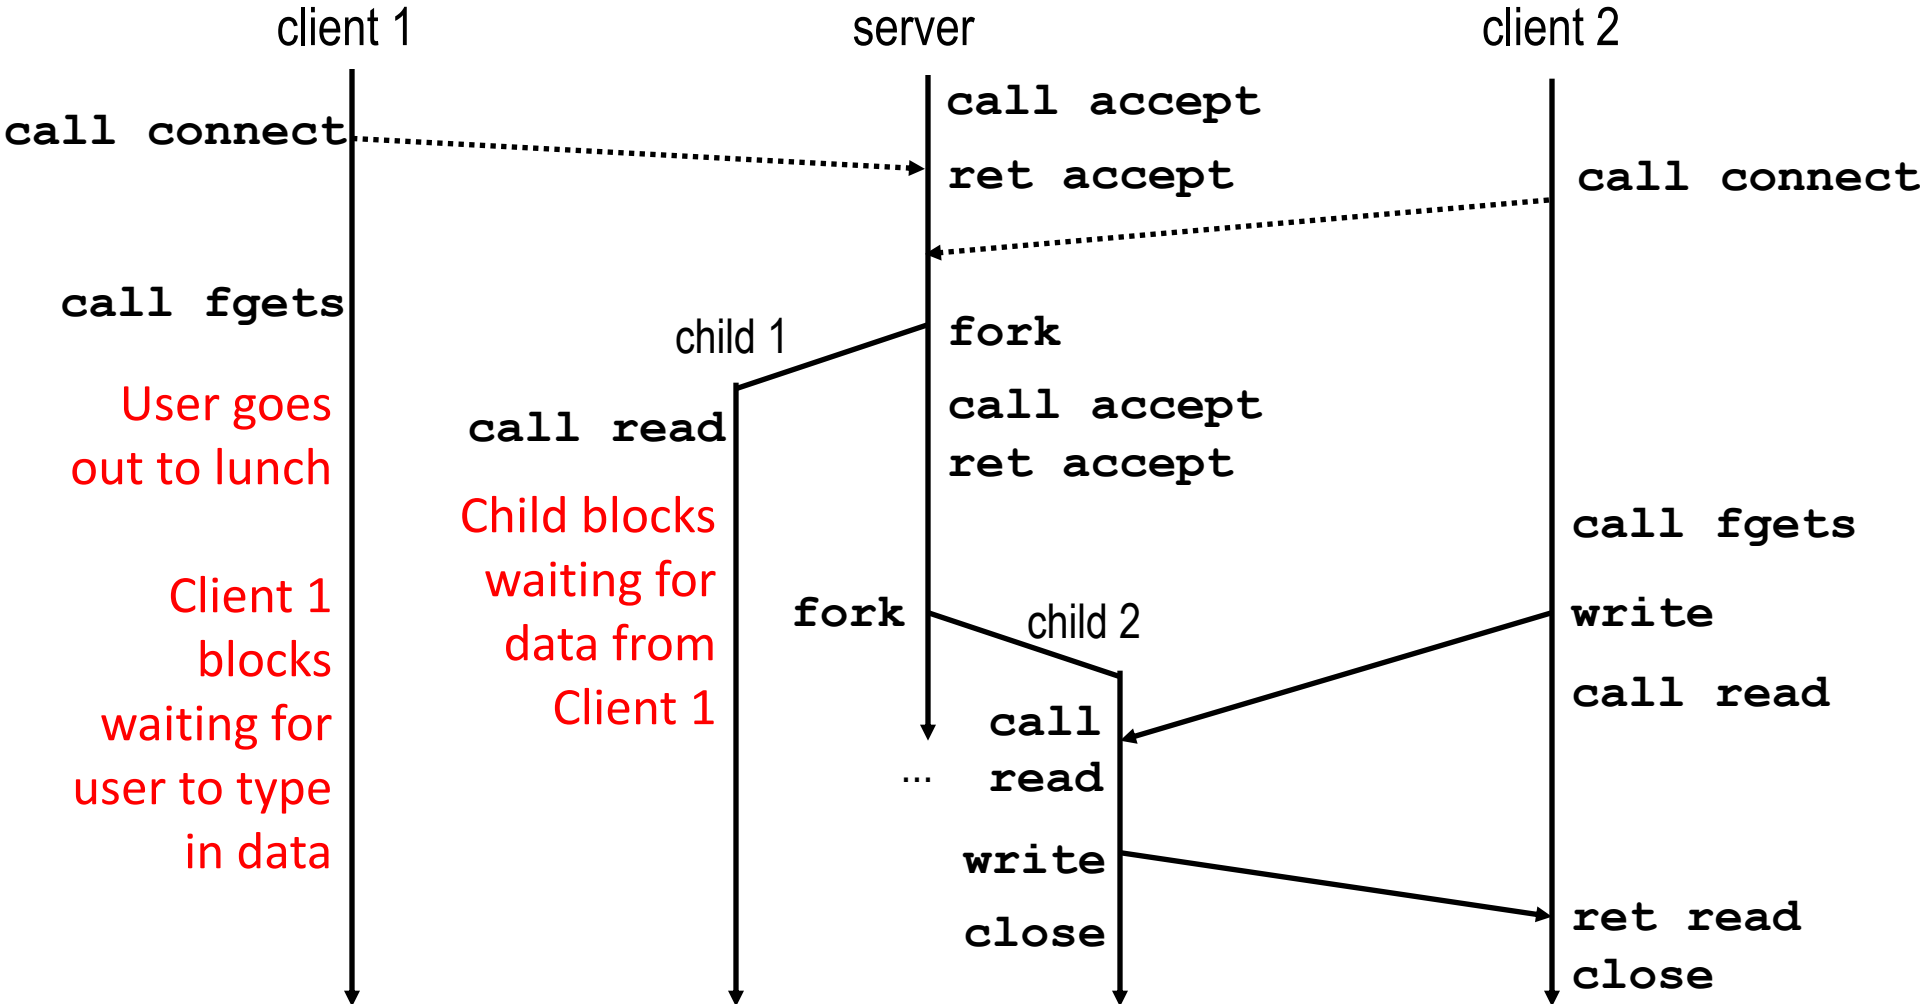 client 1
server
client 2
call connect
call accept
ret accept
call connect
call fgets
child 1
fork
User goes
out to lunch
call read
call accept
ret accept
Child blocks
waiting for
data from
Client 1
call fgets
Client 1
blocks
waiting for
user to type
in data
fork
child 2
write
call read
call
read
...
write
close
ret read
close